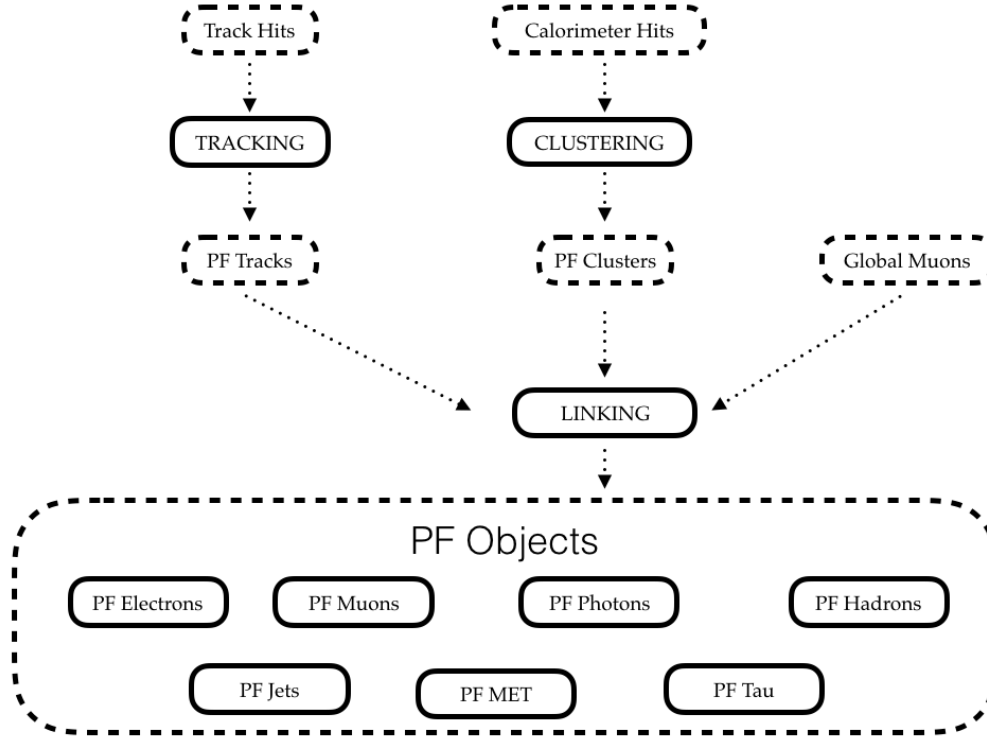 Track Hits
Calorimeter Hits
TRACKING
CLUSTERING
PF Tracks
PF Clusters
Global Muons
LINKING
PF Objects
PF Electrons
PF Muons
PF Photons
PF Hadrons
PF Jets
PF MET
PF Tau